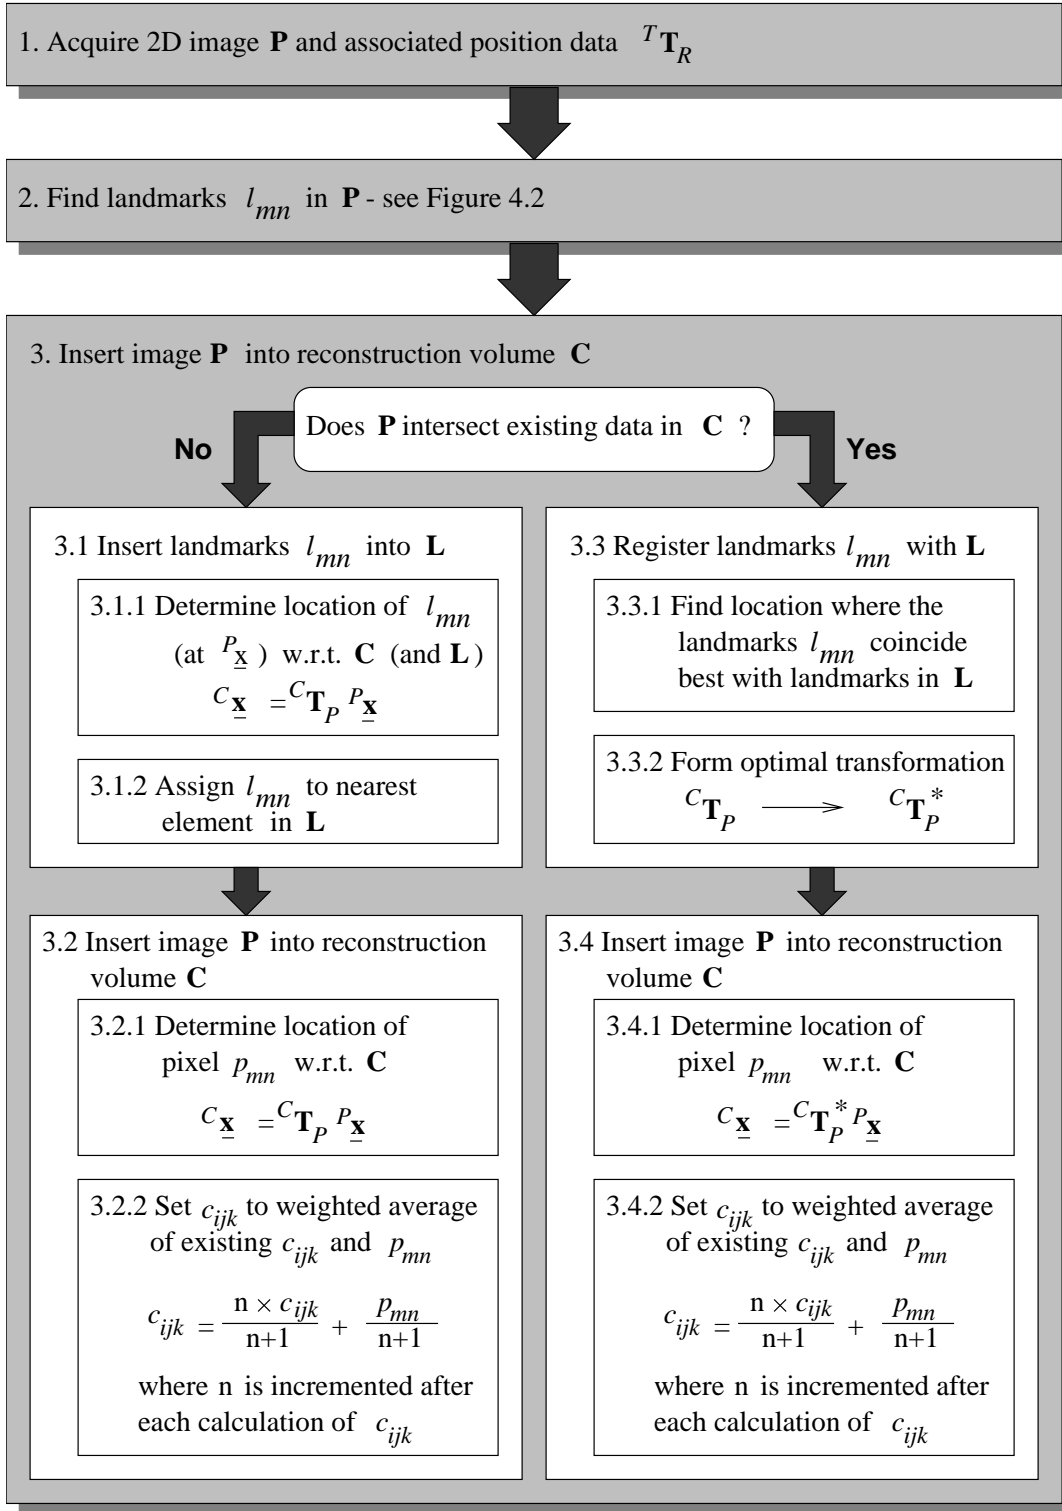 1. Acquire 2D image P and associated position data ᵀT_R
2. Find landmarks l_mn in P - see Figure 4.2
3. Insert image P into reconstruction volume C
Does P intersect existing data in C ?
No
Yes
3.1 Insert landmarks l_mn into L
3.1.1 Determine location of l_mn
(at ᴾx ) w.r.t. C (and L)
ᶜx = ᶜT_P ᴾx
3.1.2 Assign l_mn to nearest
element in L
3.2 Insert image P into reconstruction
volume C
3.2.1 Determine location of
pixel p_mn w.r.t. C
ᶜx = ᶜT_P ᴾx
3.2.2 Set c_ijk to weighted average
of existing c_ijk and p_mn
c_ijk = n × c_ijk / n+1 + p_mn / n+1
where n is incremented after
each calculation of c_ijk
3.3 Register landmarks l_mn with L
3.3.1 Find location where the
landmarks l_mn coincide
best with landmarks in L
3.3.2 Form optimal transformation
ᶜT_P → ᶜT_P*
3.4 Insert image P into reconstruction
volume C
3.4.1 Determine location of
pixel p_mn w.r.t. C
ᶜx = ᶜT_P* ᴾx
3.4.2 Set c_ijk to weighted average
of existing c_ijk and p_mn
c_ijk = n × c_ijk / n+1 + p_mn / n+1
where n is incremented after
each calculation of c_ijk